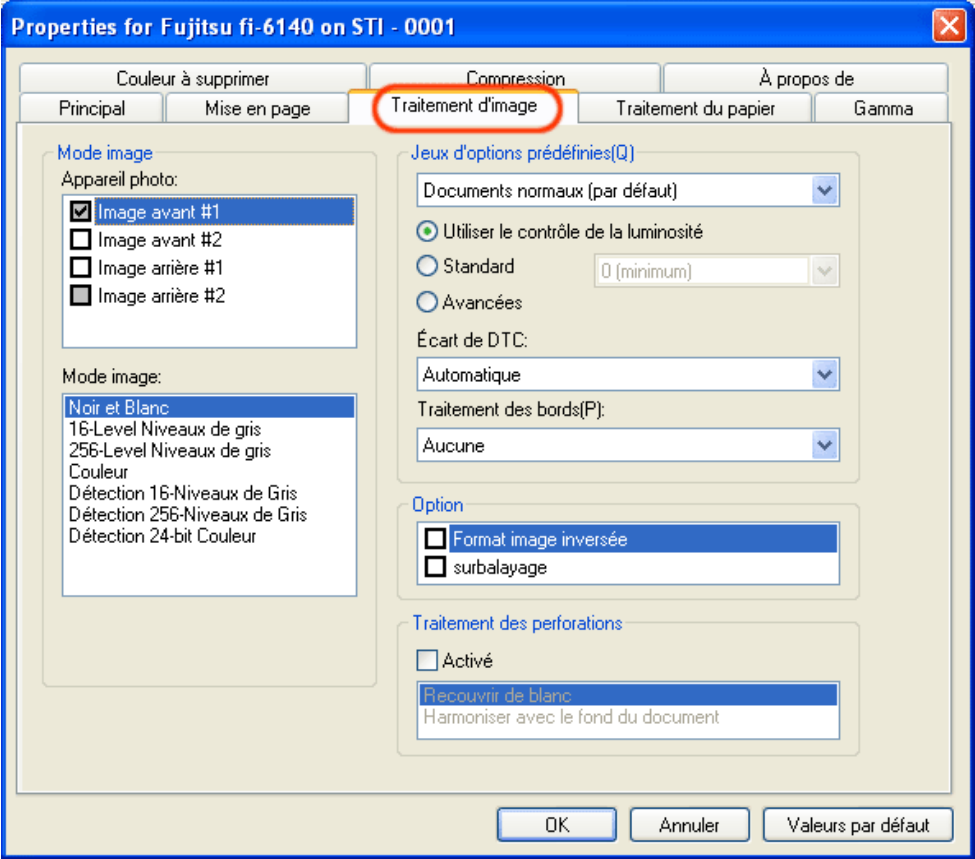 Properties for Fujitsu fi-6140 on STI - 0001
Couleur à supprimer
Compression
À propos de
Principal
Mise en page
Traitement d'image
Traitement du papier
Gamma
Mode image
Appareil photo:
Image avant #1
Image avant #2
Image arrière #1
Image arrière #2
Mode image:
Noir et Blanc
16-Level Niveaux de gris
256-Level Niveaux de gris
Couleur
Détection 16-Niveaux de Gris
Détection 256-Niveaux de Gris
Détection 24-bit Couleur
Jeux d'options prédéfinies(Q)
Documents normaux (par défaut)
Utiliser le contrôle de la luminosité
Standard
0 (minimum)
Avancées
Écart de DTC:
Automatique
Traitement des bords(P):
Aucune
Option
Format image inversée
surbalayage
Traitement des perforations
Activé
Recouvrir de blanc
Harmoniser avec le fond du document
OK
Annuler
Valeurs par défaut